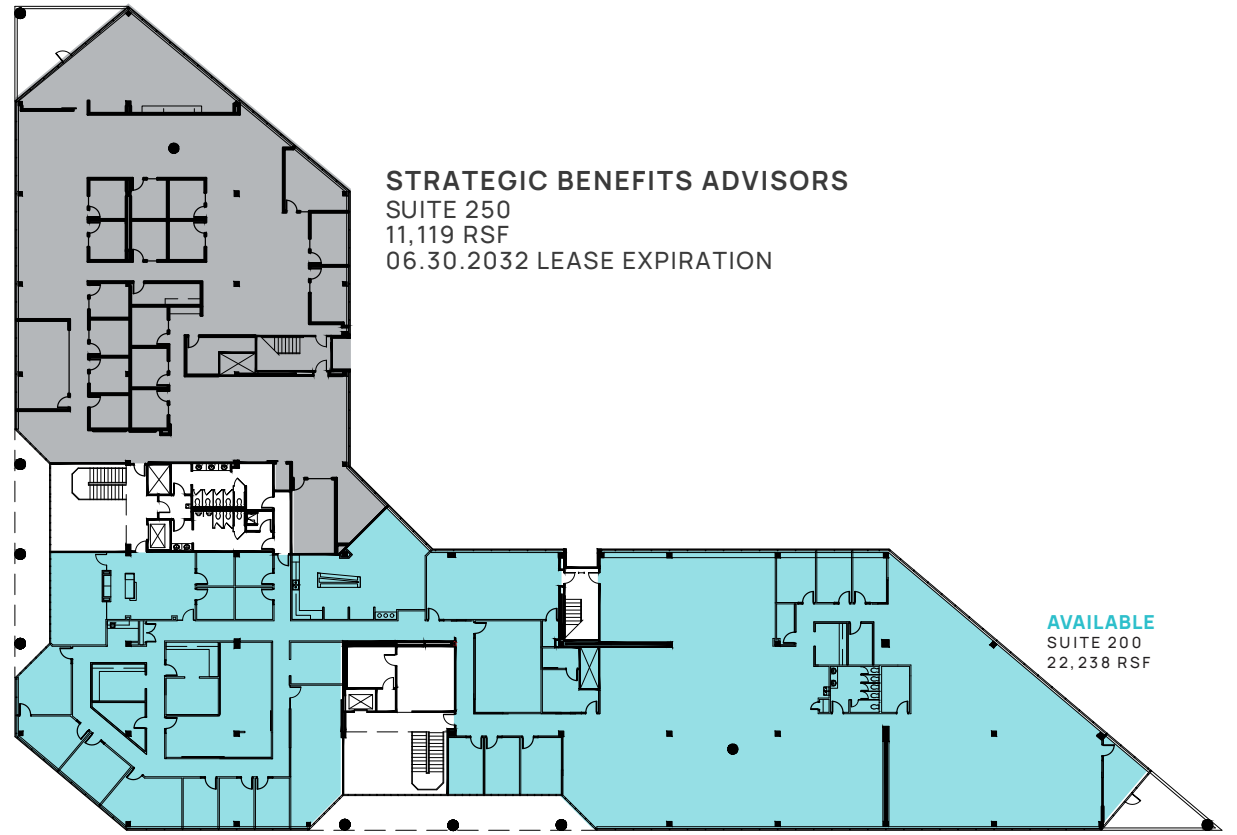 STRATEGIC BENEFITS ADVISORS
SUITE 250
11,119 RSF
06.30.2032 LEASE EXPIRATION
AVAILABLE
SUITE 200
22,238 RSF